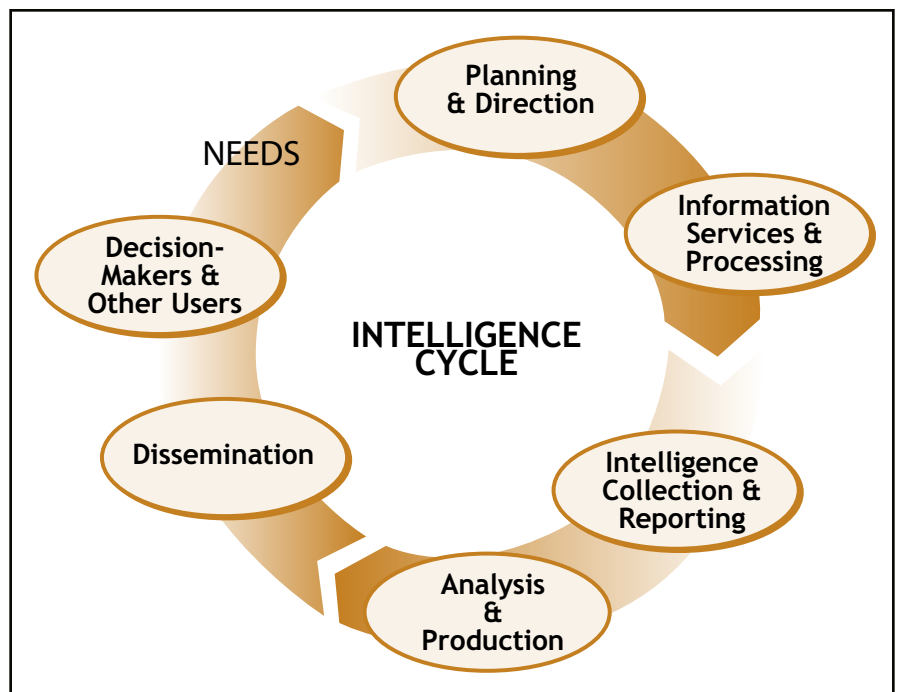 Planning
& Direction
NEEDS
Information
Services &
Processing
Decision-
Makers &
Other Users
INTELLIGENCE
CYCLE
Dissemination
Intelligence
Collection &
Reporting
Analysis
&
Production